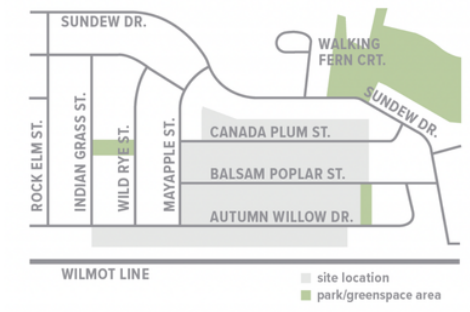 SUNDEW DR.
WALKING
FERN CRT.
SUNDEW DR.
ROCK ELM ST.
INDIAN GRASS ST.
WILD RYE ST.
MAYAPPLE ST.
CANADA PLUM ST.
BALSAM POPLAR ST.
AUTUMN WILLOW DR.
WILMOT LINE
site location
park/greenspace area